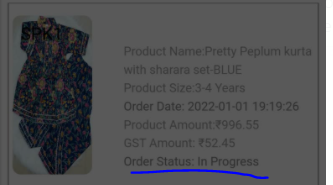 SPK1
Product Name:Pretty Peplum kurta
with sharara set-BLUE
Product Size:3-4 Years
Order Date: 2022-01-01 19:19:26
Product Amount:₹996.55
GST Amount: ₹52.45
Order Status: In Progress